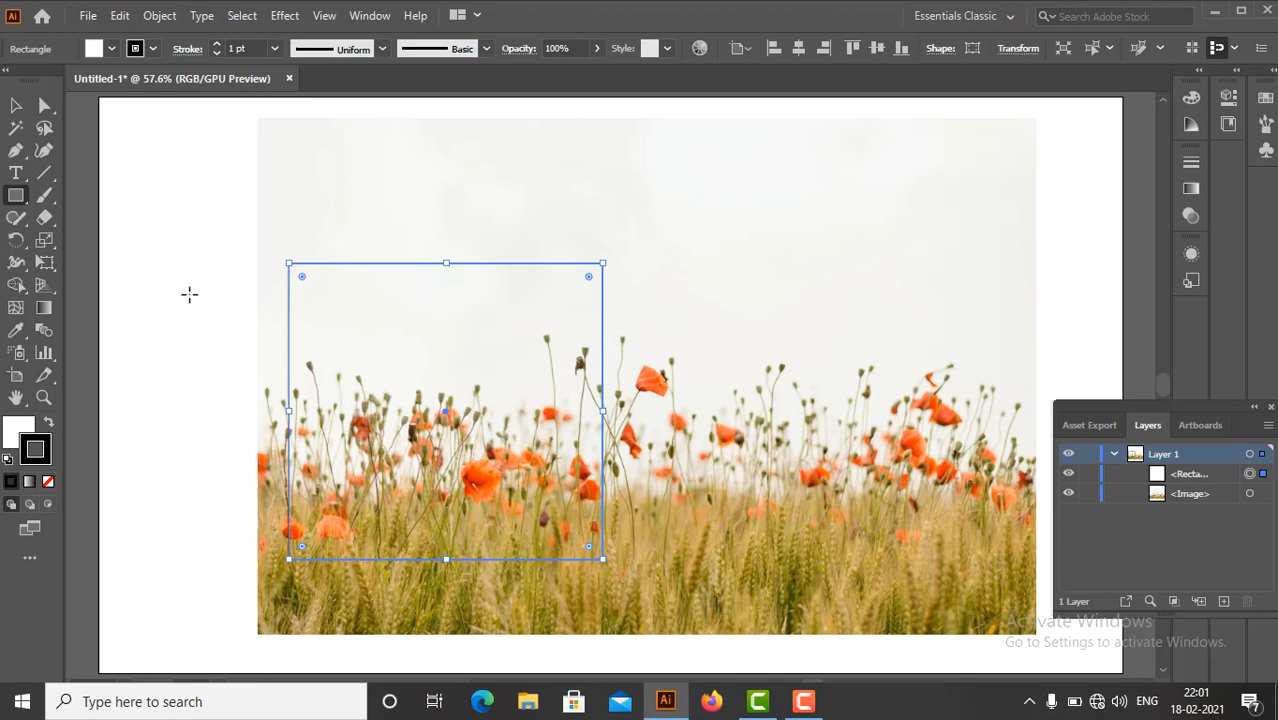 Ai File Edit Object Type Select Effect View Window Help Essentials Classic Search Adobe Stock
Rectangle Stroke: 1 pt Uniform Basic Opacity: 100% Style: Shape: Transform
Untitled-1* @ 57.6% (RGB/GPU Preview)
Asset Export Layers Artboards
Layer 1
<Recta...
<Image>
1 Layer
Activate Windows
Go to Settings to activate Windows.
Type here to search
Ai
ENG
22:01
18-02-2021
7